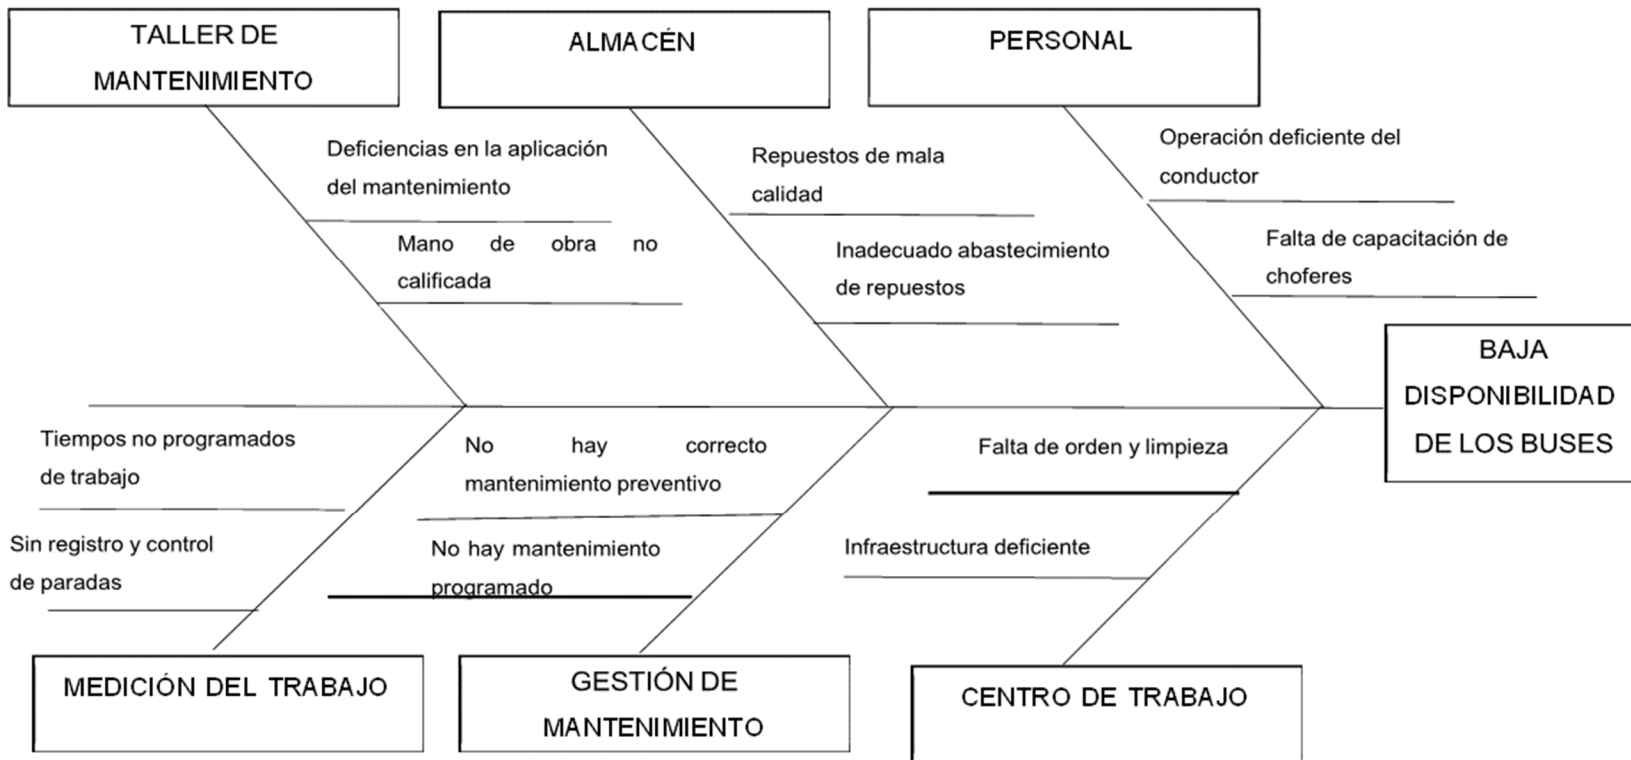 TALLER DE
MANTENIMIENTO
ALMACÉN
PERSONAL
Deficiencias en la aplicación
del mantenimiento
Mano de obra no
calificada
Repuestos de mala
calidad
Inadecuado abastecimiento
de repuestos
Operación deficiente del
conductor
Falta de capacitación de
choferes
BAJA
DISPONIBILIDAD
DE LOS BUSES
Tiempos no programados
de trabajo
Sin registro y control
de paradas
No hay correcto
mantenimiento preventivo
No hay mantenimiento
programado
Falta de orden y limpieza
Infraestructura deficiente
MEDICIÓN DEL TRABAJO
GESTIÓN DE
MANTENIMIENTO
CENTRO DE TRABAJO